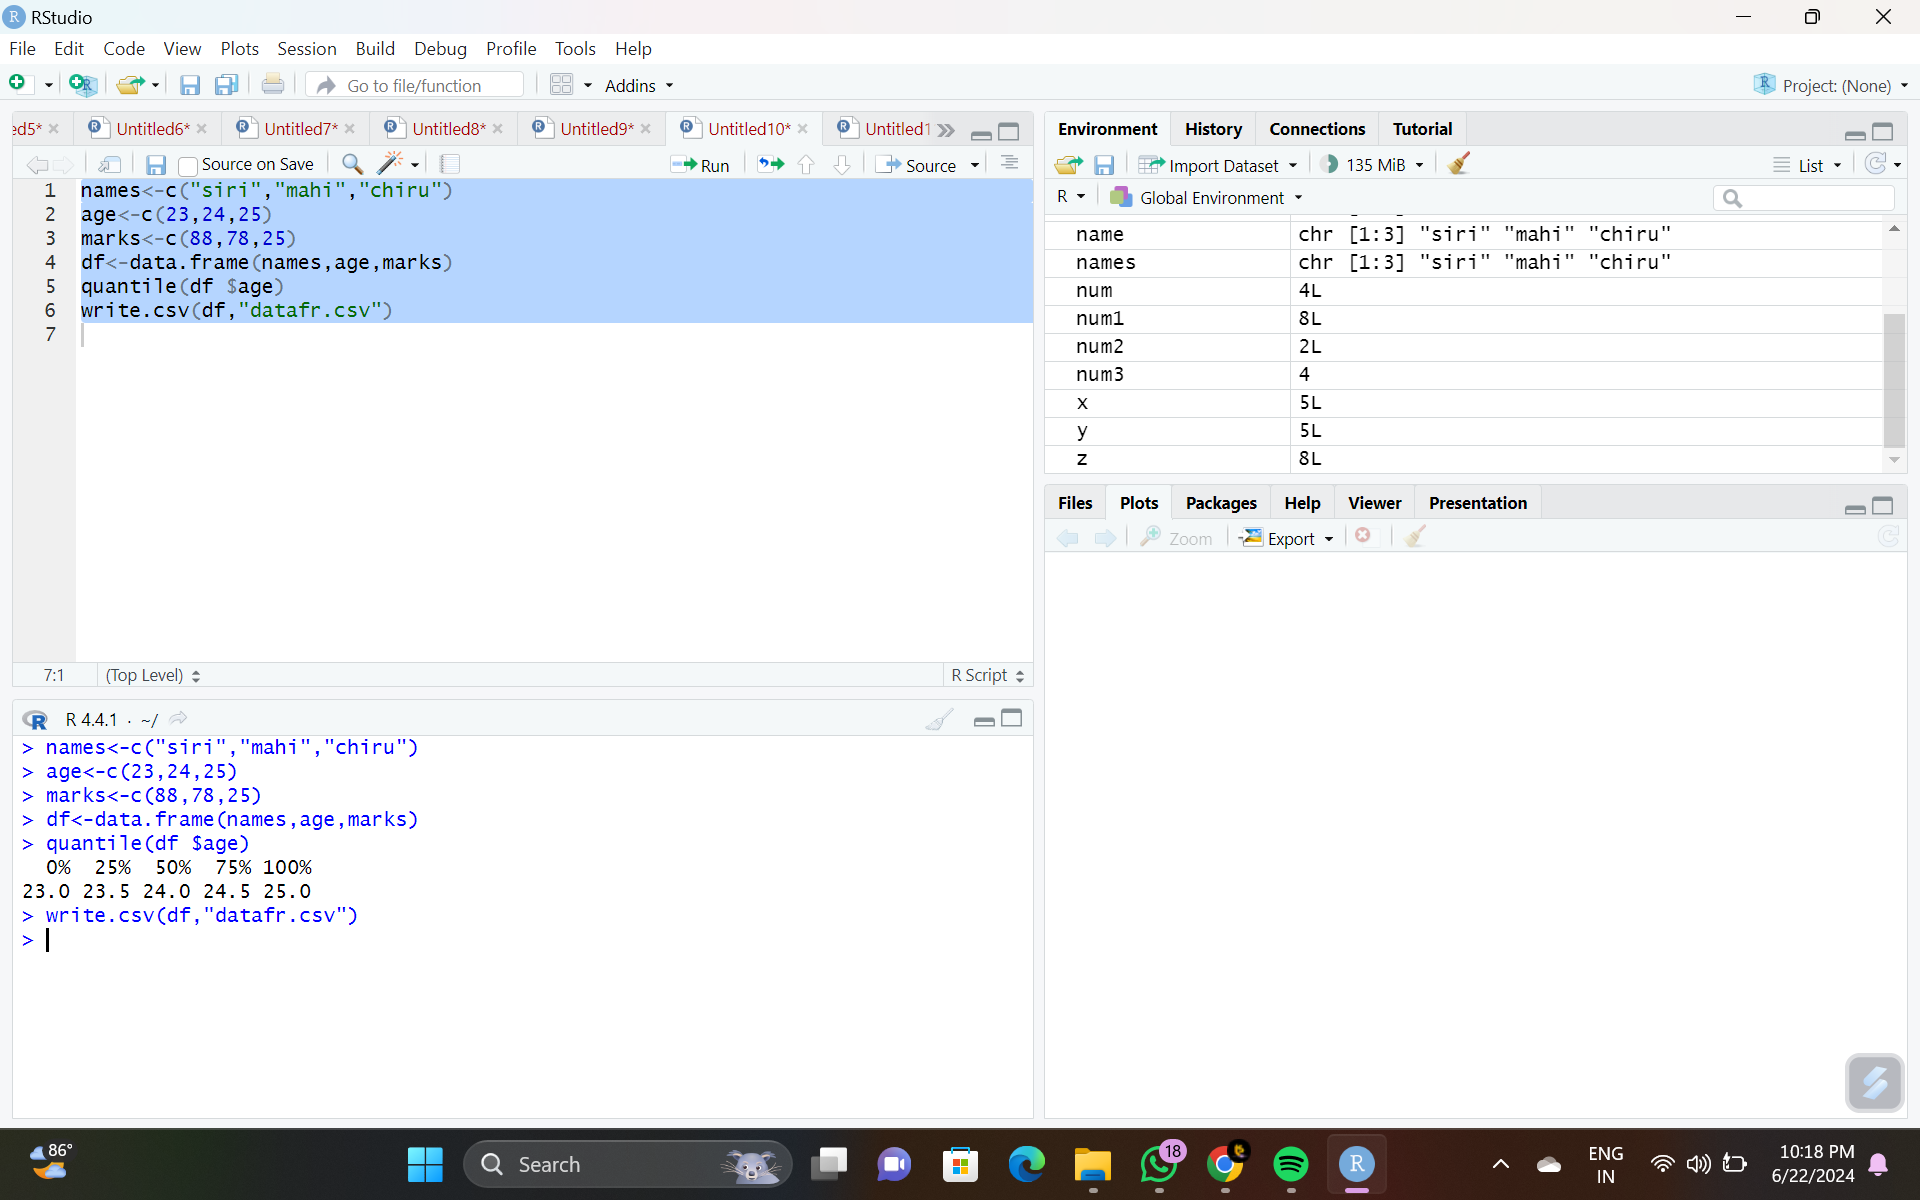 RStudio
File Edit Code View Plots Session Build Debug Profile Tools Help
Go to file/function Addins Project: (None)
ed5* Untitled6* Untitled7* Untitled8* Untitled9* Untitled10* Untitled1
Source on Save Run Source
1 names<-c("siri","mahi","chiru")
2 age<-c(23,24,25)
3 marks<-c(88,78,25)
4 df<-data.frame(names,age,marks)
5 quantile(df $age)
6 write.csv(df,"datafr.csv")
7
7:1 (Top Level) R Script
R R 4.4.1 · ~/
> names<-c("siri","mahi","chiru")
> age<-c(23,24,25)
> marks<-c(88,78,25)
> df<-data.frame(names,age,marks)
> quantile(df $age)
0% 25% 50% 75% 100%
23.0 23.5 24.0 24.5 25.0
> write.csv(df,"datafr.csv")
>
Environment History Connections Tutorial
Import Dataset 135 MiB List
R Global Environment
name chr [1:3] "siri" "mahi" "chiru"
names chr [1:3] "siri" "mahi" "chiru"
num 4L
num1 8L
num2 2L
num3 4
x 5L
y 5L
z 8L
Files Plots Packages Help Viewer Presentation
Zoom Export
86° Search 18 R ENG 10:18 PM
IN 6/22/2024